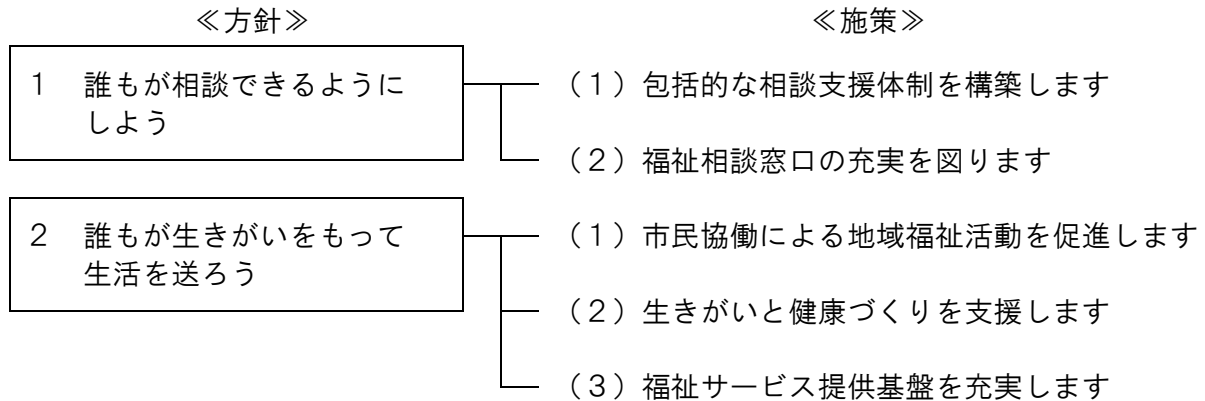 ≪方針≫ ≪施策≫
1 誰もが相談できるように
しよう
(1)包括的な相談支援体制を構築します
(2)福祉相談窓口の充実を図ります
2 誰もが生きがいをもって
生活を送ろう
(1)市民協働による地域福祉活動を促進します
(2)生きがいと健康づくりを支援します
(3)福祉サービス提供基盤を充実します